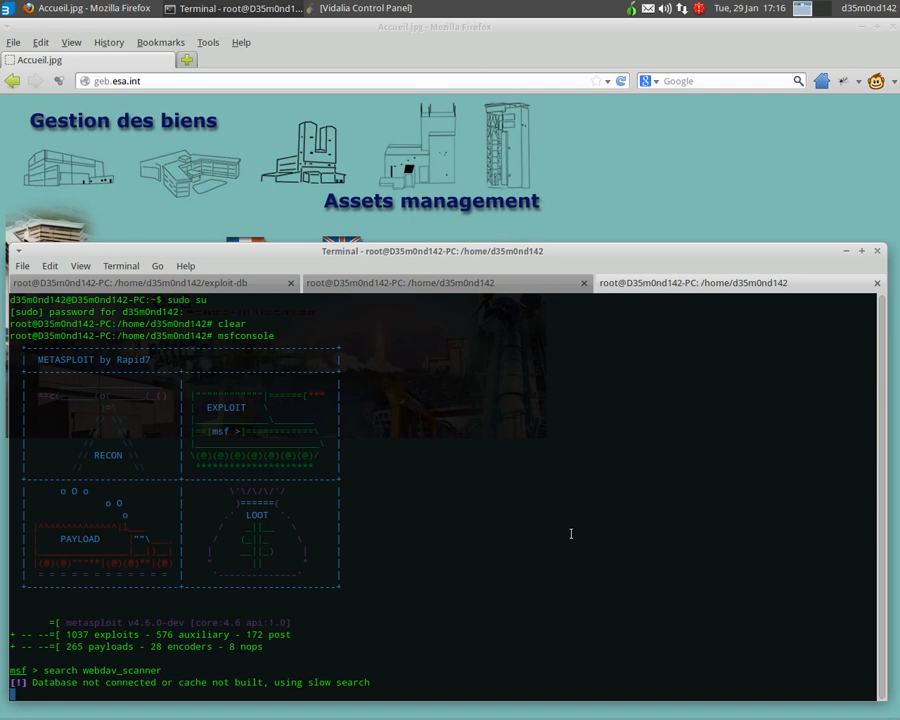 Accueil.jpg - Mozilla Firefox
Terminal - root@D35m0nd1...
[Vidalia Control Panel]
Tue, 29 Jan 17:16
d35m0nd142
Accueil.jpg - Mozilla Firefox
File Edit View History Bookmarks Tools Help
Accueil.jpg
geb.esa.int
Google
Gestion des biens
Assets management
Terminal - root@D35m0nd142-PC: /home/d35m0nd142
File Edit View Terminal Go Help
root@D35m0nd142-PC: /home/d35m0nd142/exploit-db
root@D35m0nd142-PC: /home/d35m0nd142
root@D35m0nd142-PC: /home/d35m0nd142
d35m0nd142@D35m0nd142-PC:~$ sudo su
[sudo] password for d35m0nd142:
root@D35m0nd142-PC:/home/d35m0nd142# clear
root@D35m0nd142-PC:/home/d35m0nd142# msfconsole
METASPLOIT by Rapid7
EXPLOIT
msf >
RECON
LOOT
PAYLOAD
=[ metasploit v4.6.0-dev [core:4.6 api:1.0]
+ -- --=[ 1037 exploits - 576 auxiliary - 172 post
+ -- --=[ 265 payloads - 28 encoders - 8 nops
msf > search webdav_scanner
[!] Database not connected or cache not built, using slow search